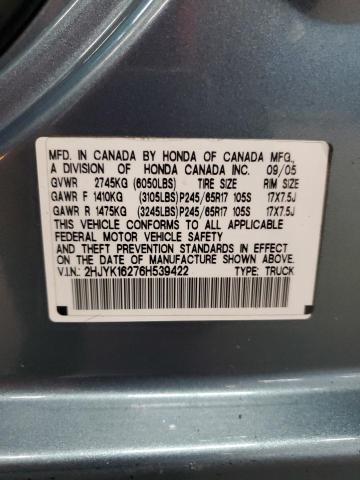 MFD. IN CANADA BY HONDA OF CANADA MFG.,
A DIVISION OF HONDA CANADA INC. 09/05
GVWR 2745KG (6050LBS) TIRE SIZE RIM SIZE
GAWR F 1410KG (3105LBS) P245/65R17 105S 17X7.5J
GAWR R 1475KG (3245LBS) P245/65R17 105S 17X7.5J
THIS VEHICLE CONFORMS TO ALL APPLICABLE
FEDERAL MOTOR VEHICLE SAFETY
AND THEFT PREVENTION STANDARDS IN EFFECT
ON THE DATE OF MANUFACTURE SHOWN ABOVE.
V.I.N.: 2HJYK16276H539422 TYPE: TRUCK